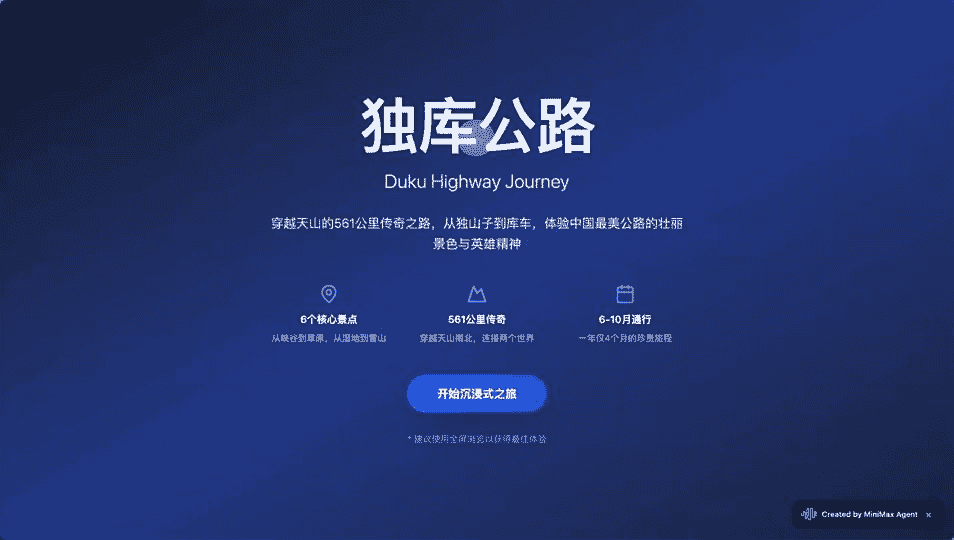 独库公路
Duku Highway Journey
穿越天山的561公里传奇之路，从独山子到库车，体验中国最美公路的壮丽
景色与英雄精神
6个核心景点
561公里传奇
6-10月通行
从峡谷到草原，从湿地到雪山
穿越天山南北，连接两个世界
一年仅4个月的珍贵旅程
开始沉浸式之旅
* 建议使用全屏浏览以获得最佳体验
Created by MiniMax Agent ×